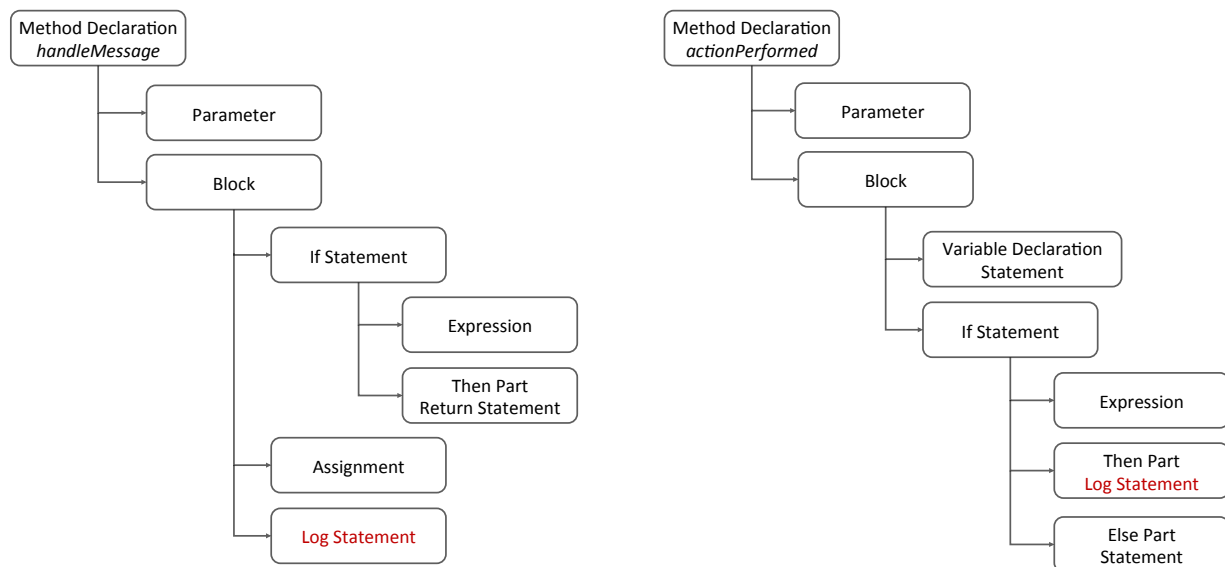 Method Declaration
handleMessage
Parameter
Block
If Statement
Expression
Then Part
Return Statement
Assignment
Log Statement
Method Declaration
actionPerformed
Parameter
Block
Variable Declaration
Statement
If Statement
Expression
Then Part
Log Statement
Else Part
Statement